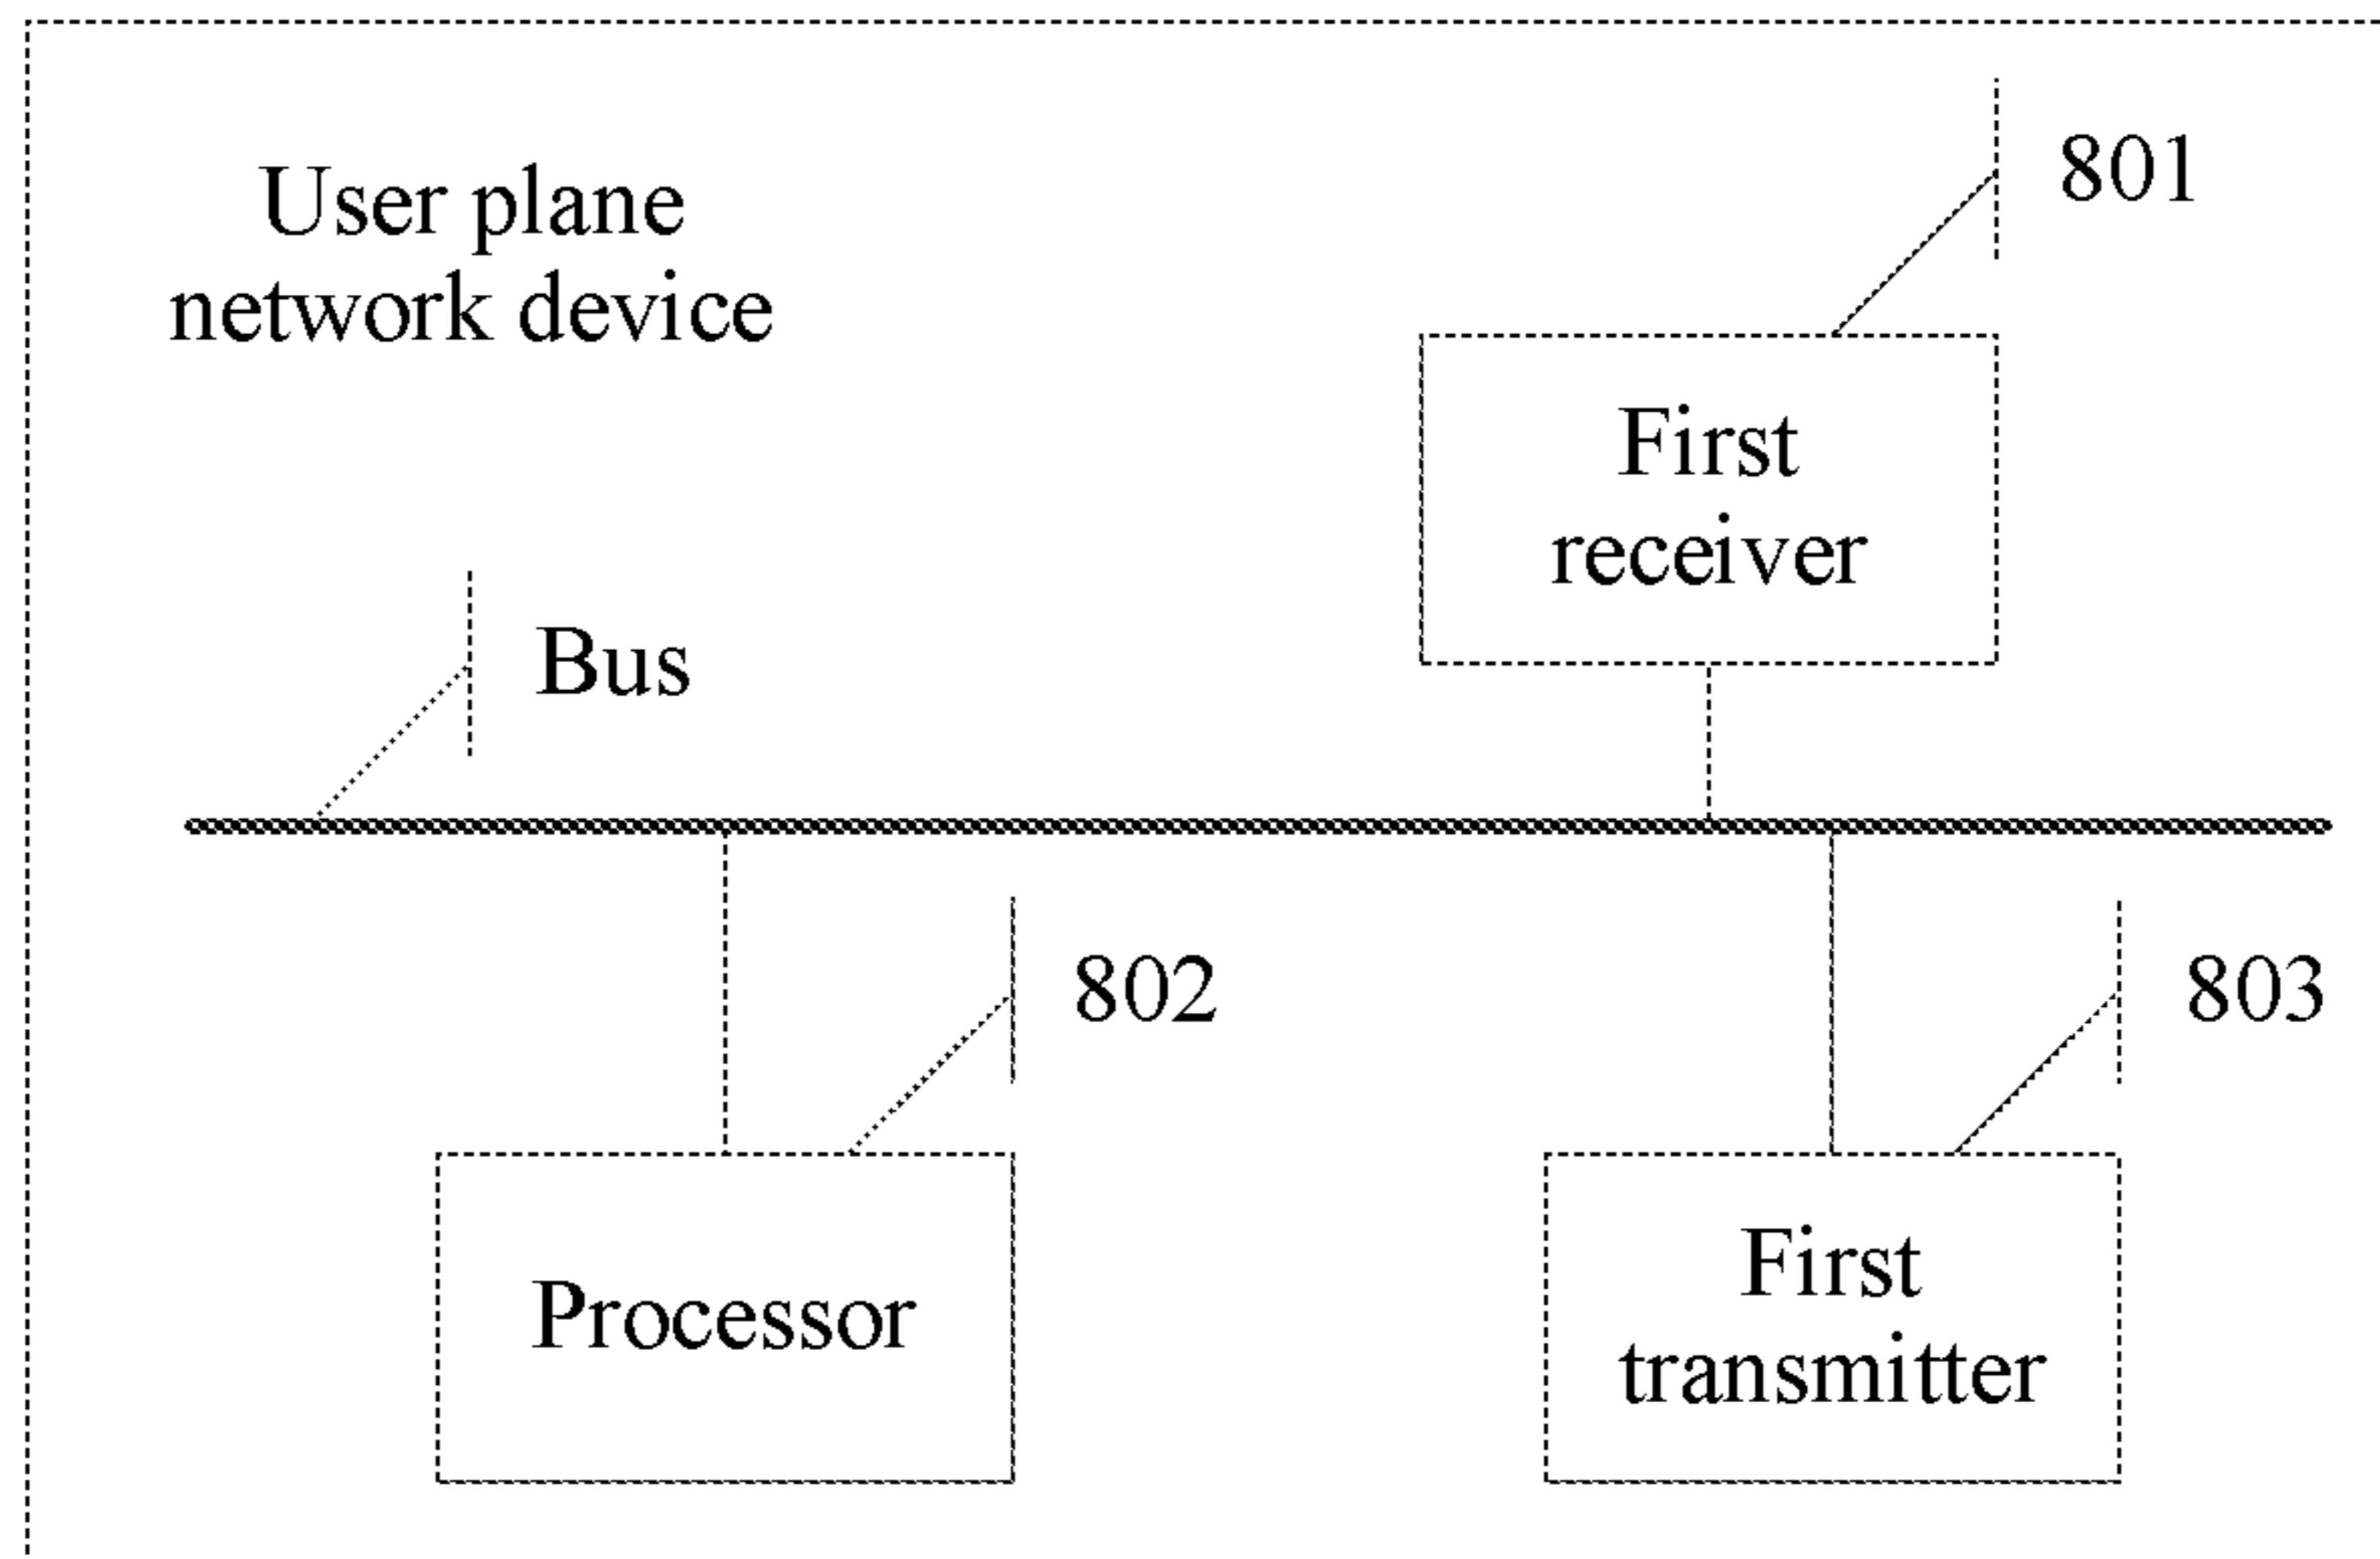 User plane
network device
801
First
receiver
Bus
802
803
Processor
First
transmitter